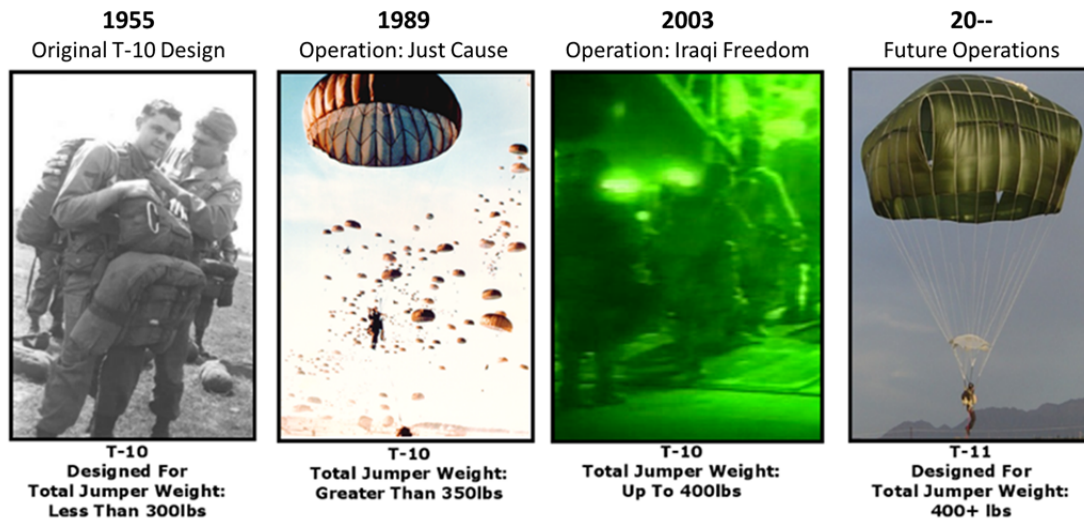 1955
Original T-10 Design
T-10
Designed For
Total Jumper Weight:
Less Than 300lbs
1989
Operation: Just Cause
T-10
Total Jumper Weight:
Greater Than 350lbs
2003
Operation: Iraqi Freedom
T-10
Total Jumper Weight:
Up To 400lbs
20--
Future Operations
T-11
Designed For
Total Jumper Weight:
400+ lbs